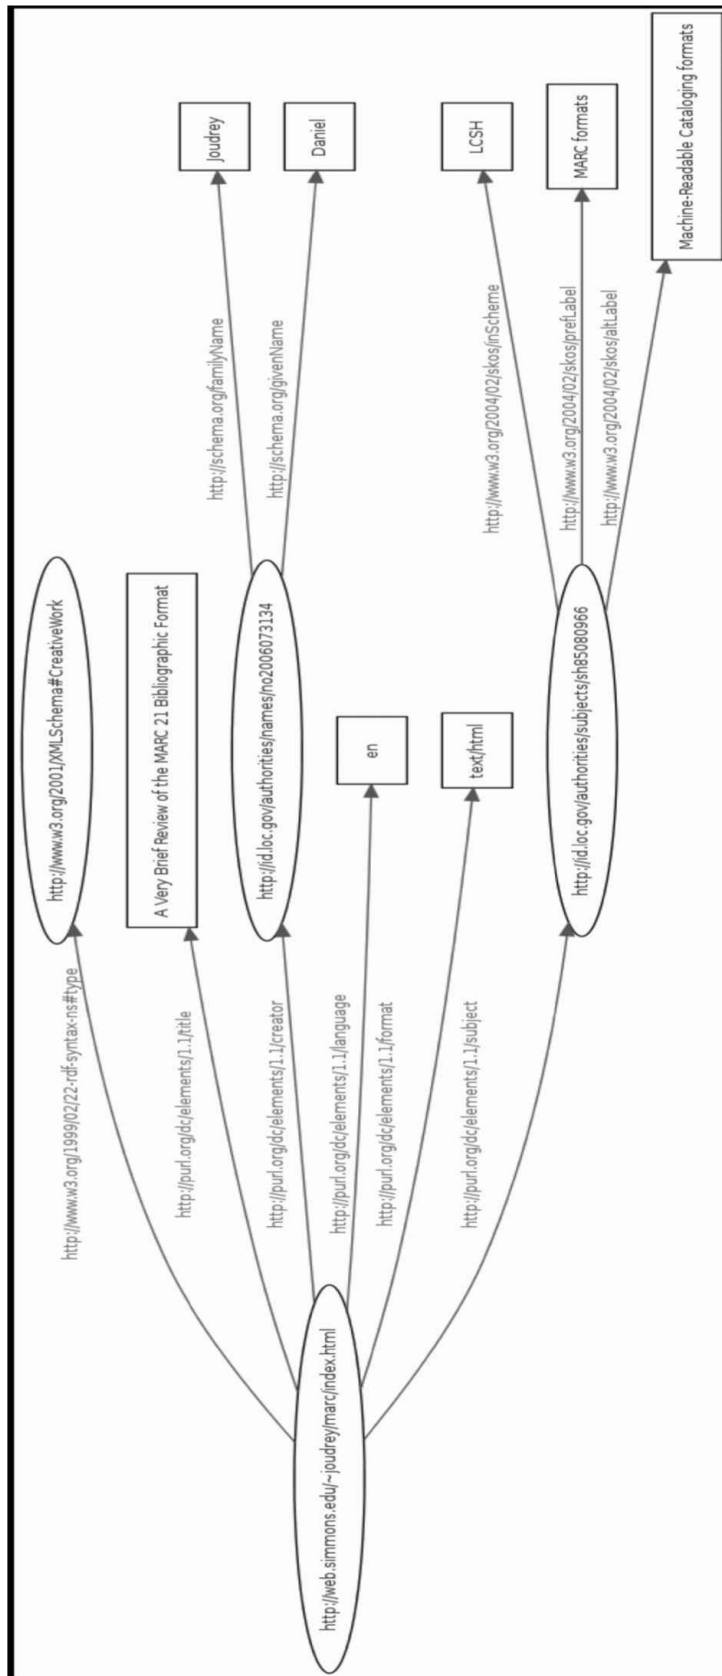 http://web.simmons.edu/~joudrey/marc/index.html
http://www.w3.org/1999/02/22-rdf-syntax-ns#type
http://www.w3.org/2001/XMLSchema#CreativeWork
http://purl.org/dc/elements/1.1/title
A Very Brief Review of the MARC 21 Bibliographic Format
http://purl.org/dc/elements/1.1/creator
http://id.loc.gov/authorities/names/no2006073134
http://schema.org/familyName
Joudrey
http://schema.org/givenName
Daniel
http://purl.org/dc/elements/1.1/language
en
http://purl.org/dc/elements/1.1/format
text/html
http://purl.org/dc/elements/1.1/subject
http://id.loc.gov/authorities/subjects/sh85080966
http://www.w3.org/2004/02/skos/inScheme
LCSH
http://www.w3.org/2004/02/skos/prefLabel
MARC formats
http://www.w3.org/2004/02/skos/altLabel
Machine-Readable Cataloging formats